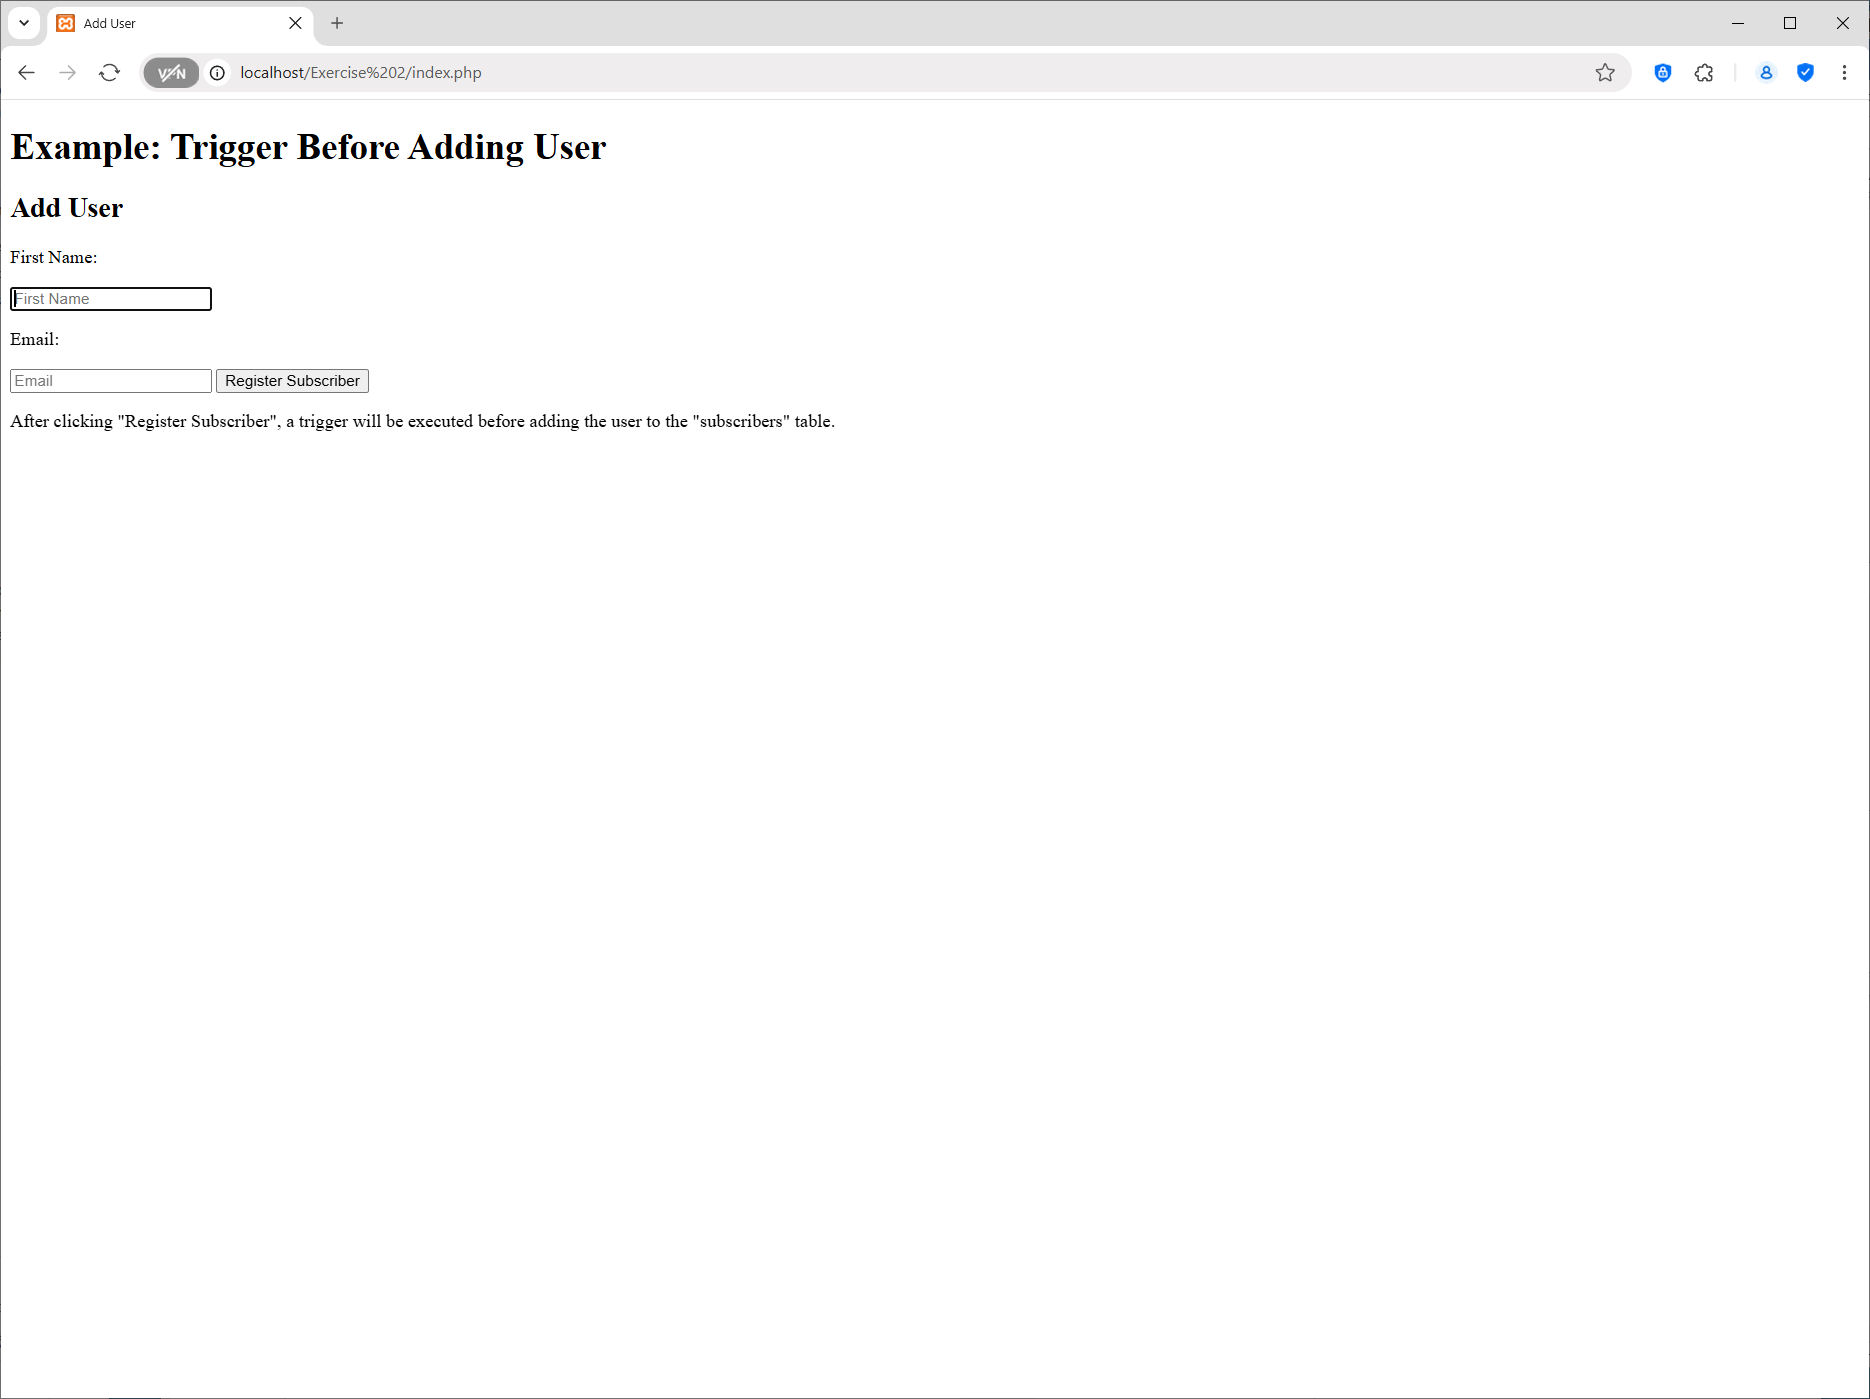 Add User
VPN
localhost/Exercise%202/index.php
Example: Trigger Before Adding User
Add User
First Name:
First Name
Email:
Email Register Subscriber
After clicking "Register Subscriber", a trigger will be executed before adding the user to the "subscribers" table.